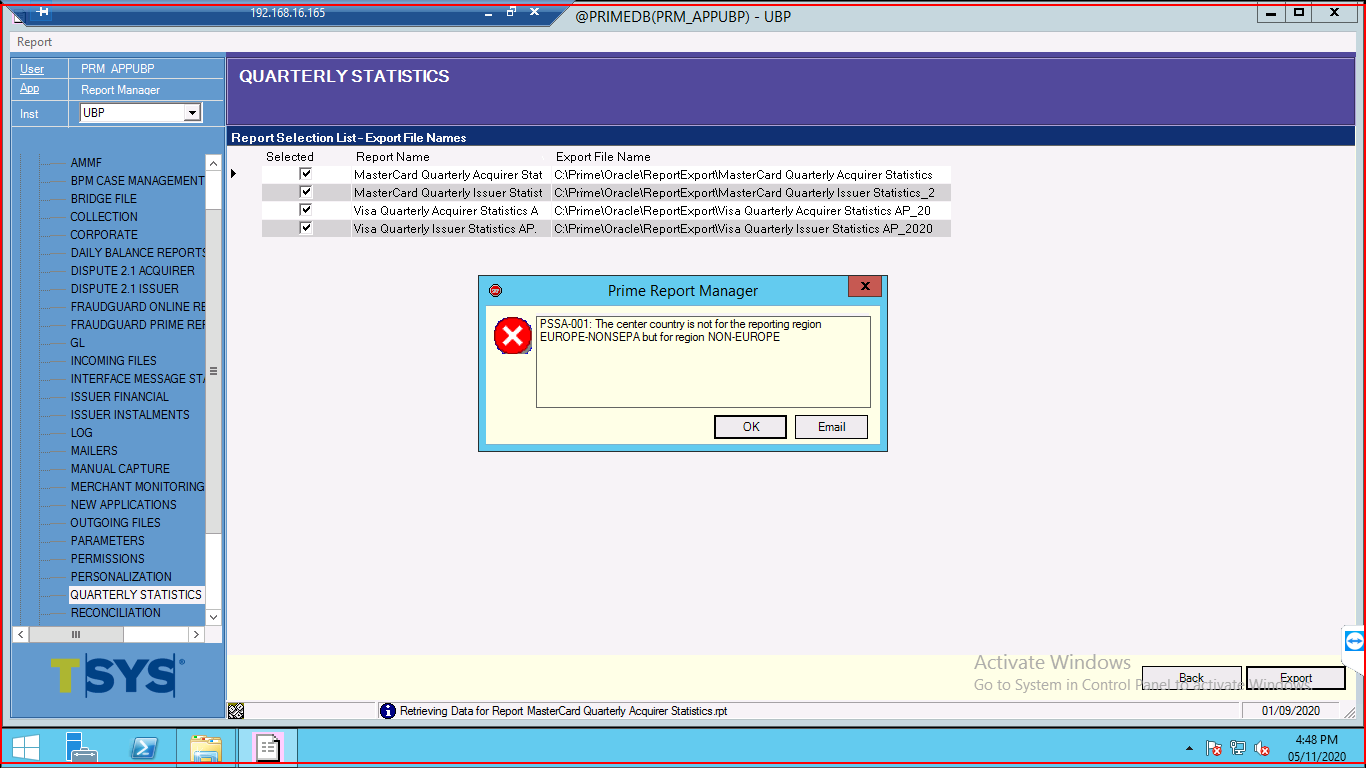 192.168.16.165
@PRIMEDB(PRM_APPUBP) - UBP
Report
User PRM_APPUBP
App Report Manager
Inst UBP
AMMF
BPM CASE MANAGEMENT
BRIDGE FILE
COLLECTION
CORPORATE
DAILY BALANCE REPORTS
DISPUTE 2.1 ACQUIRER
DISPUTE 2.1 ISSUER
FRAUDGUARD ONLINE RE
FRAUDGUARD PRIME REF
GL
INCOMING FILES
INTERFACE MESSAGE STA
ISSUER FINANCIAL
ISSUER INSTALMENTS
LOG
MAILERS
MANUAL CAPTURE
MERCHANT MONITORING
NEW APPLICATIONS
OUTGOING FILES
PARAMETERS
PERMISSIONS
PERSONALIZATION
QUARTERLY STATISTICS
RECONCILIATION
TSYS®
QUARTERLY STATISTICS
Report Selection List - Export File Names
Selected Report Name Export File Name
MasterCard Quarterly Acquirer Stat C:\Prime\Oracle\ReportExport\MasterCard Quarterly Acquirer Statistics
MasterCard Quarterly Issuer Statist C:\Prime\Oracle\ReportExport\MasterCard Quarterly Issuer Statistics_2
Visa Quarterly Acquirer Statistics A C:\Prime\Oracle\ReportExport\Visa Quarterly Acquirer Statistics AP_20
Visa Quarterly Issuer Statistics AP. C:\Prime\Oracle\ReportExport\Visa Quarterly Issuer Statistics AP_2020
Prime Report Manager
PSSA-001: The center country is not for the reporting region
EUROPE-NONSEPA but for region NON-EUROPE
OK Email
Activate Windows
Go to System in Control Panel to activate Windows.
Back Export
Retrieving Data for Report MasterCard Quarterly Acquirer Statistics.rpt 01/09/2020
4:48 PM
05/11/2020